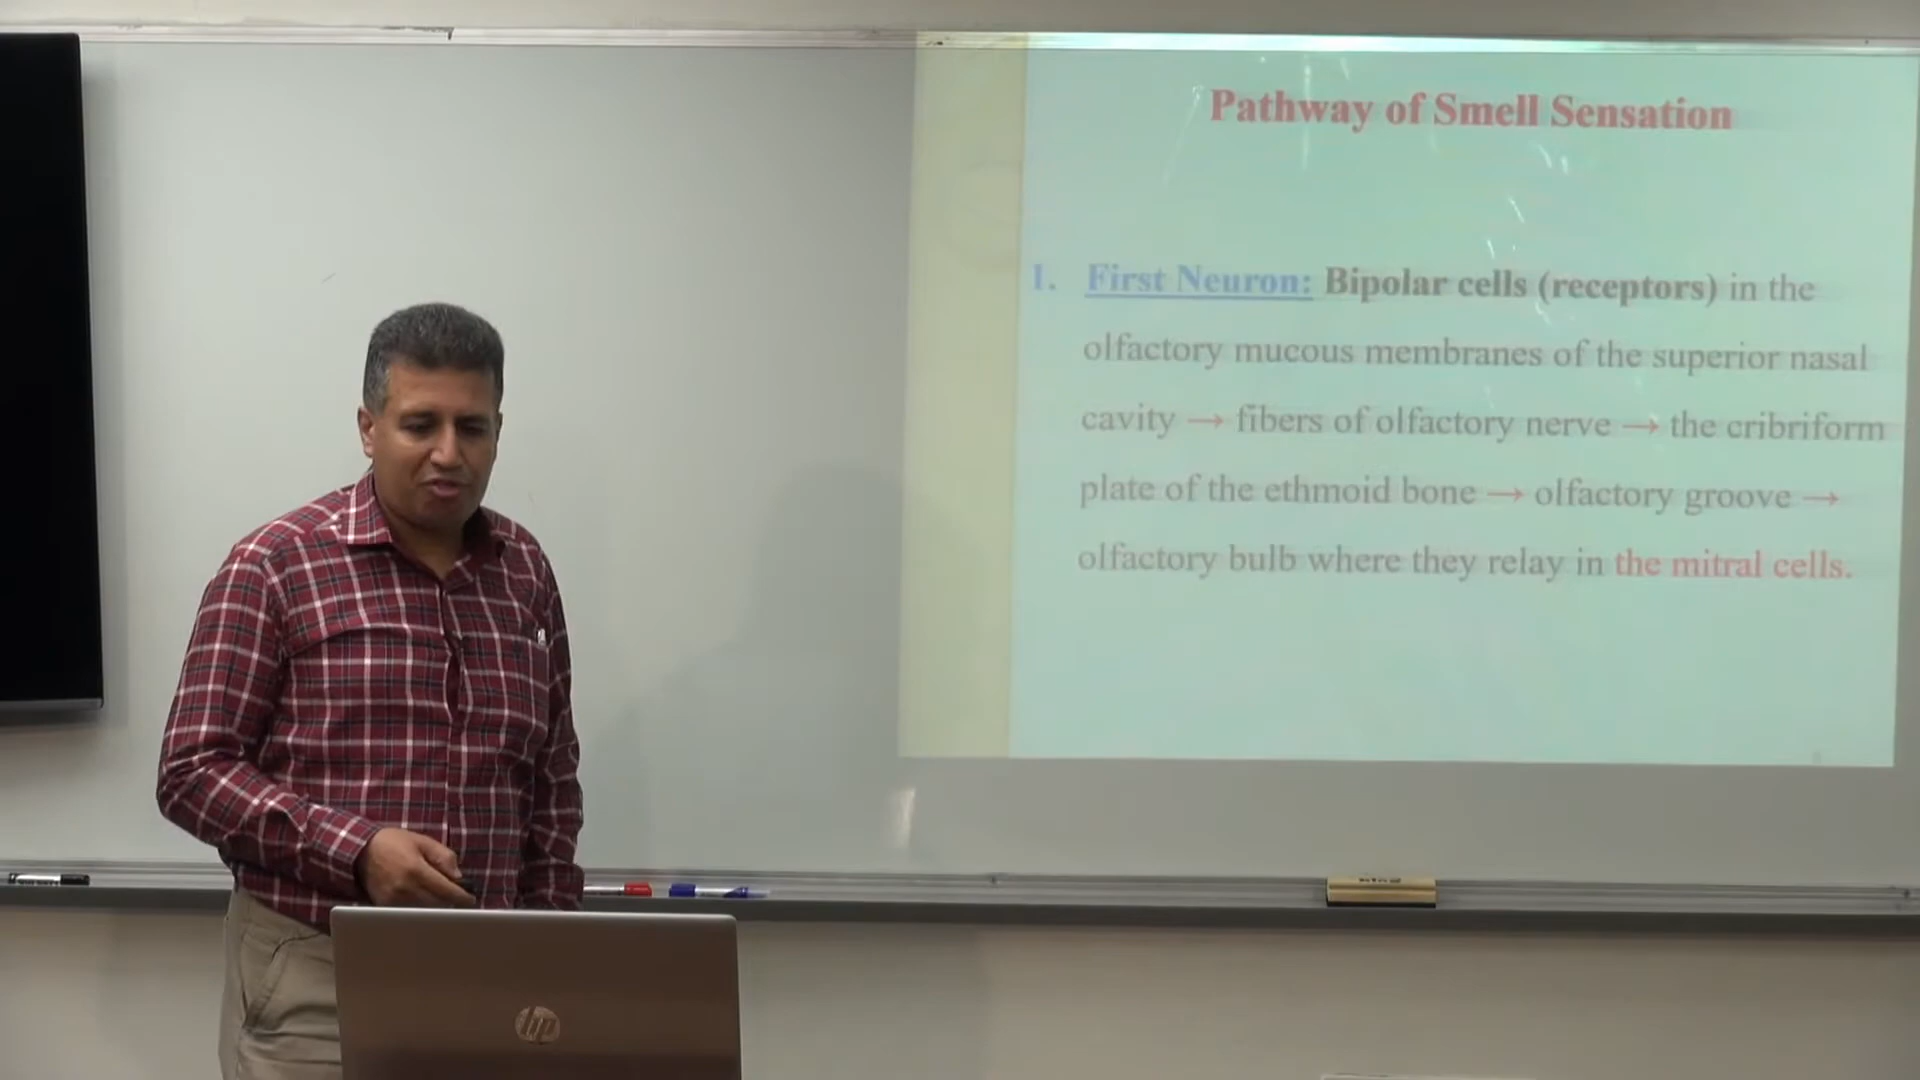 Pathway of Smell Sensation
1. First Neuron: Bipolar cells (receptors) in the
olfactory mucous membranes of the superior nasal
cavity → fibers of olfactory nerve → the cribriform
plate of the ethmoid bone → olfactory groove →
olfactory bulb where they relay in the mitral cells.
hp